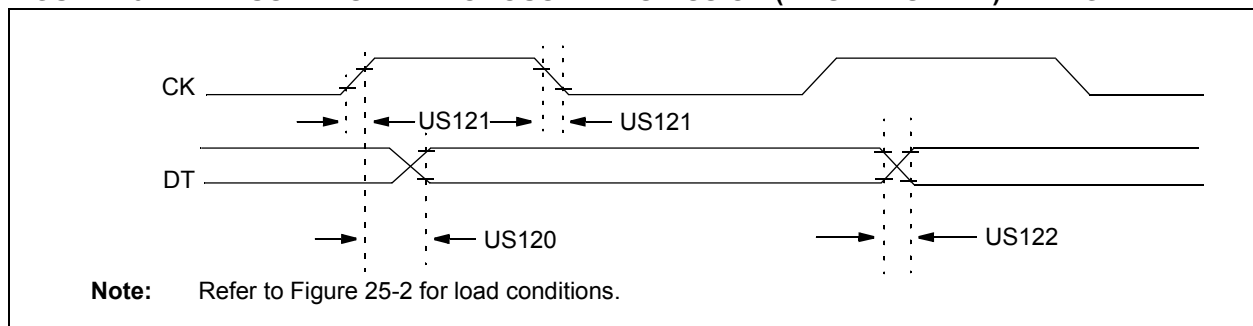 CK
US121
US121
DT
US120
US122
Note: Refer to Figure 25-2 for load conditions.